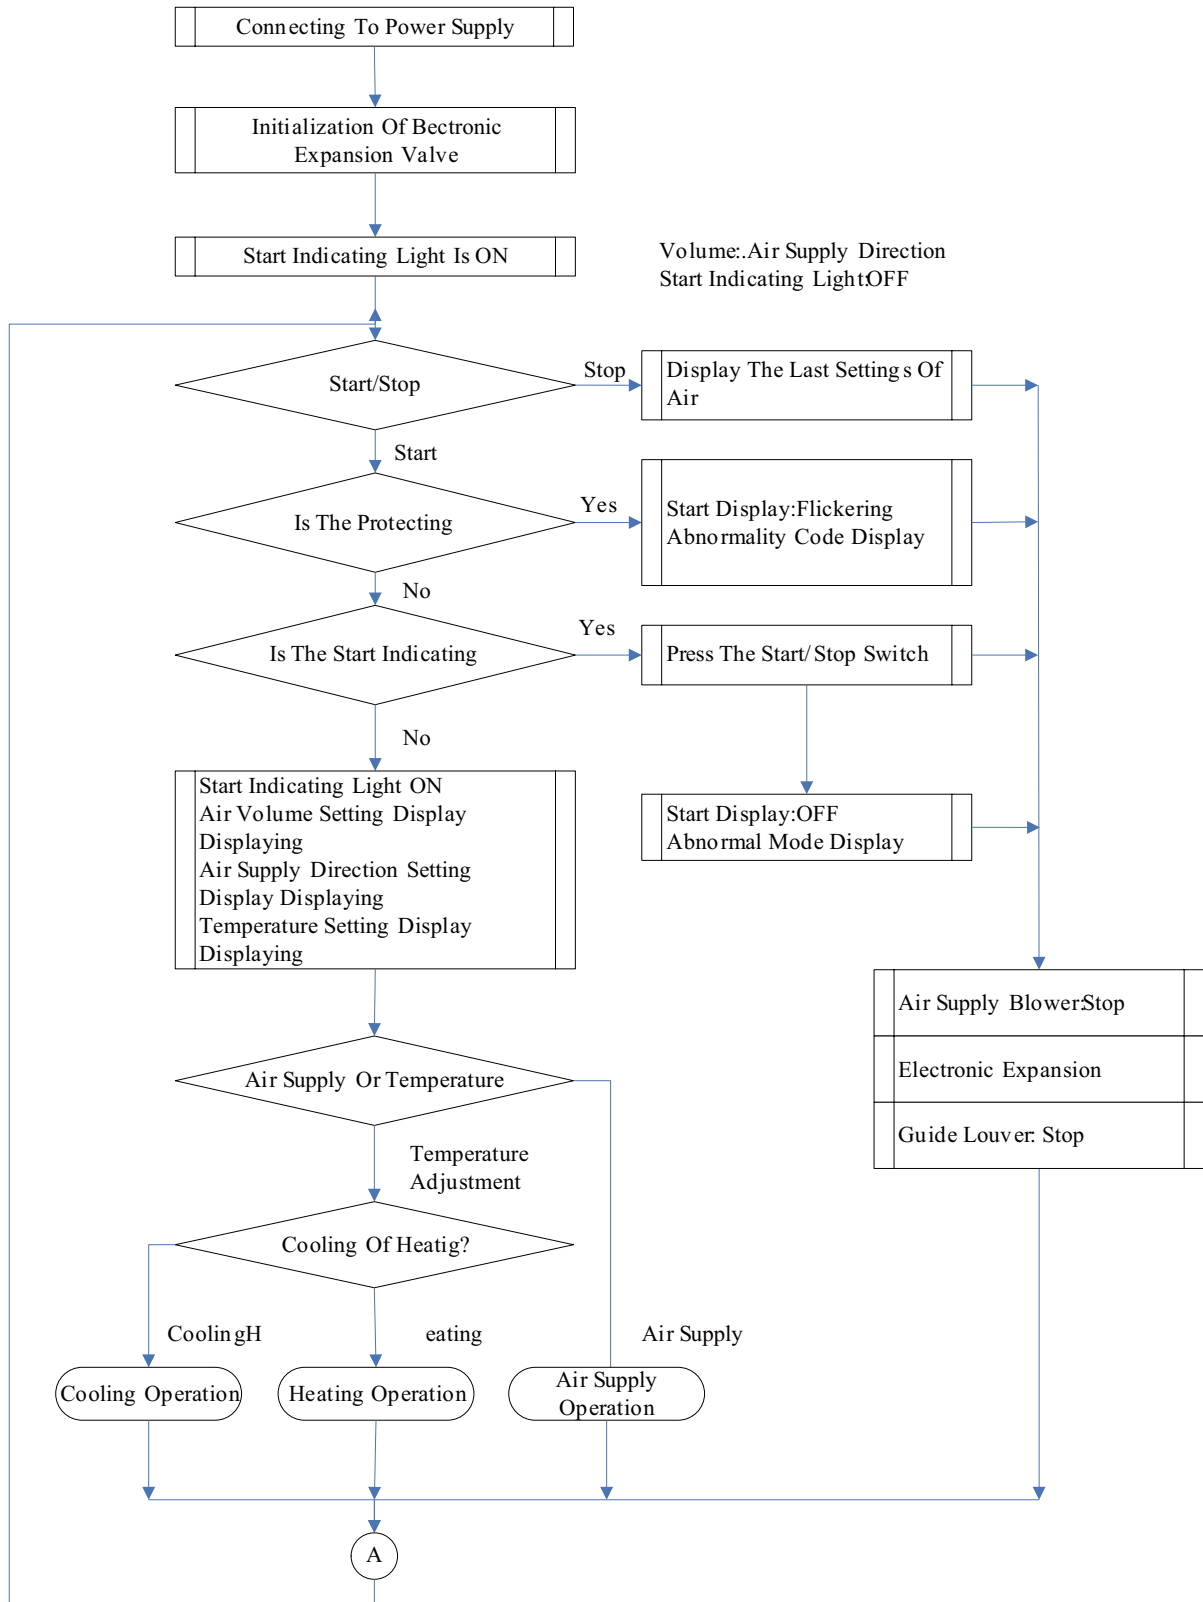 Connecting To Power Supply
Initialization Of Bectronic
Expansion Valve
Start Indicating Light Is ON
Volume:.Air Supply Direction
Start Indicating Light:OFF
Start/Stop
Stop
Display The Last Settings Of
Air
Start
Is The Protecting
Yes
Start Display:Flickering
Abnormality Code Display
No
Is The Start Indicating
Yes
Press The Start/Stop Switch
No
Start Indicating Light ON
Air Volume Setting Display
Displaying
Air Supply Direction Setting
Display Displaying
Temperature Setting Display
Displaying
Start Display:OFF
Abnormal Mode Display
Air Supply Blower:Stop
Electronic Expansion
Guide Louver: Stop
Air Supply Or Temperature
Temperature
Adjustment
Cooling Of Heatig?
CoolingH
eating
Air Supply
Cooling Operation
Heating Operation
Air Supply
Operation
A